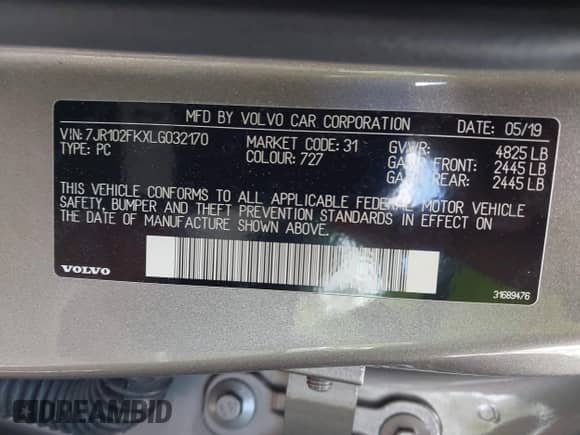 MFD BY VOLVO CAR CORPORATION DATE: 05/19
VIN: 7JR102FKXLG032170 MARKET CODE: 31 GVWR: 4825 LB
TYPE: PC COLOUR: 727 GAWR FRONT: 2445 LB
GAWR REAR: 2445 LB
THIS VEHICLE CONFORMS TO ALL APPLICABLE FEDERAL MOTOR VEHICLE
SAFETY, BUMPER AND THEFT PREVENTION STANDARDS IN EFFECT ON
THE DATE OF MANUFACTURE SHOWN ABOVE.
VOLVO 31689476
DREAMBID